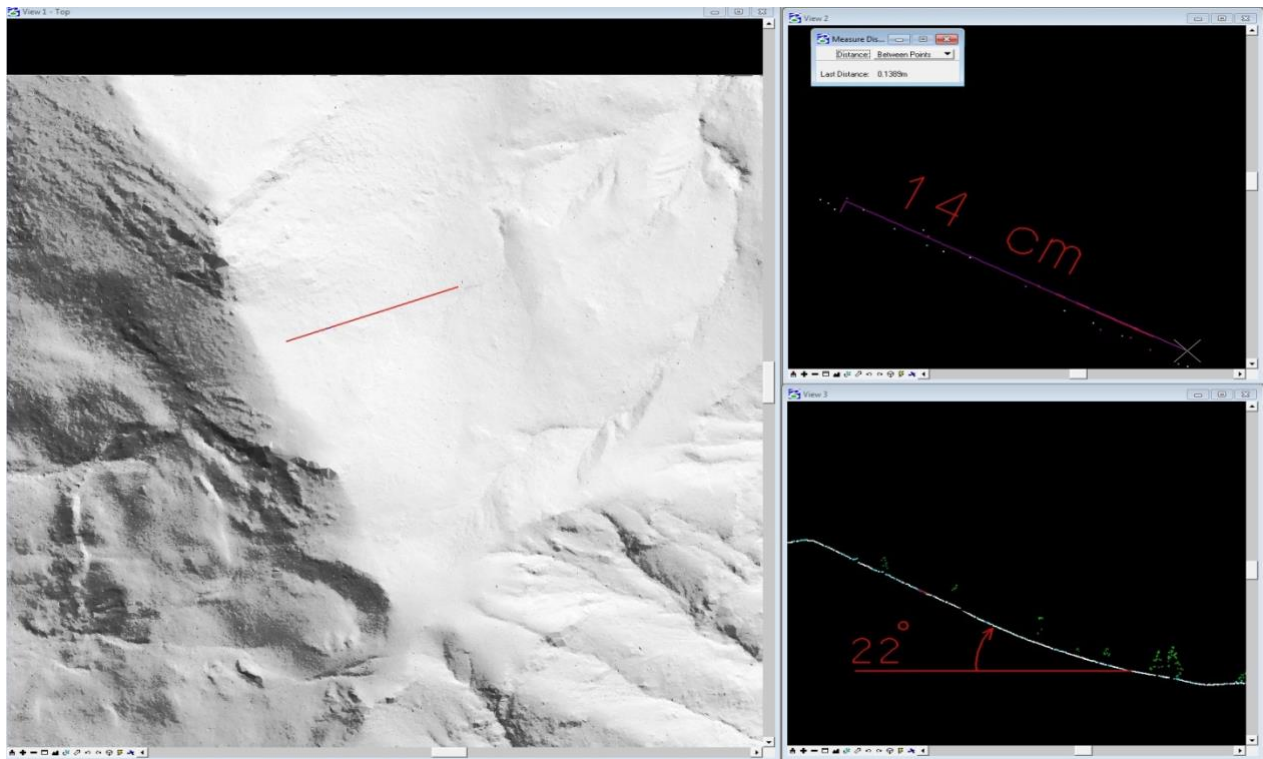 View 1 - Top
View 2
Measure Dis...
Distance: Between Points
Last Distance: 0.1389m
14 cm
View 3
22°